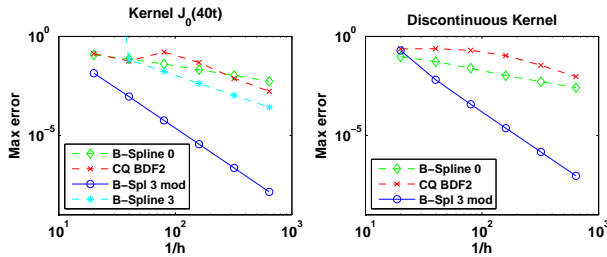 Kernel J_0(40t)
Max error
10^0
10^-5
B-Spline 0
CQ BDF2
B-Spl 3 mod
B-Spline 3
10^1
10^2
10^3
1/h
Discontinuous Kernel
Max error
10^0
10^-5
B-Spline 0
CQ BDF2
B-Spl 3 mod
10^1
10^2
10^3
1/h